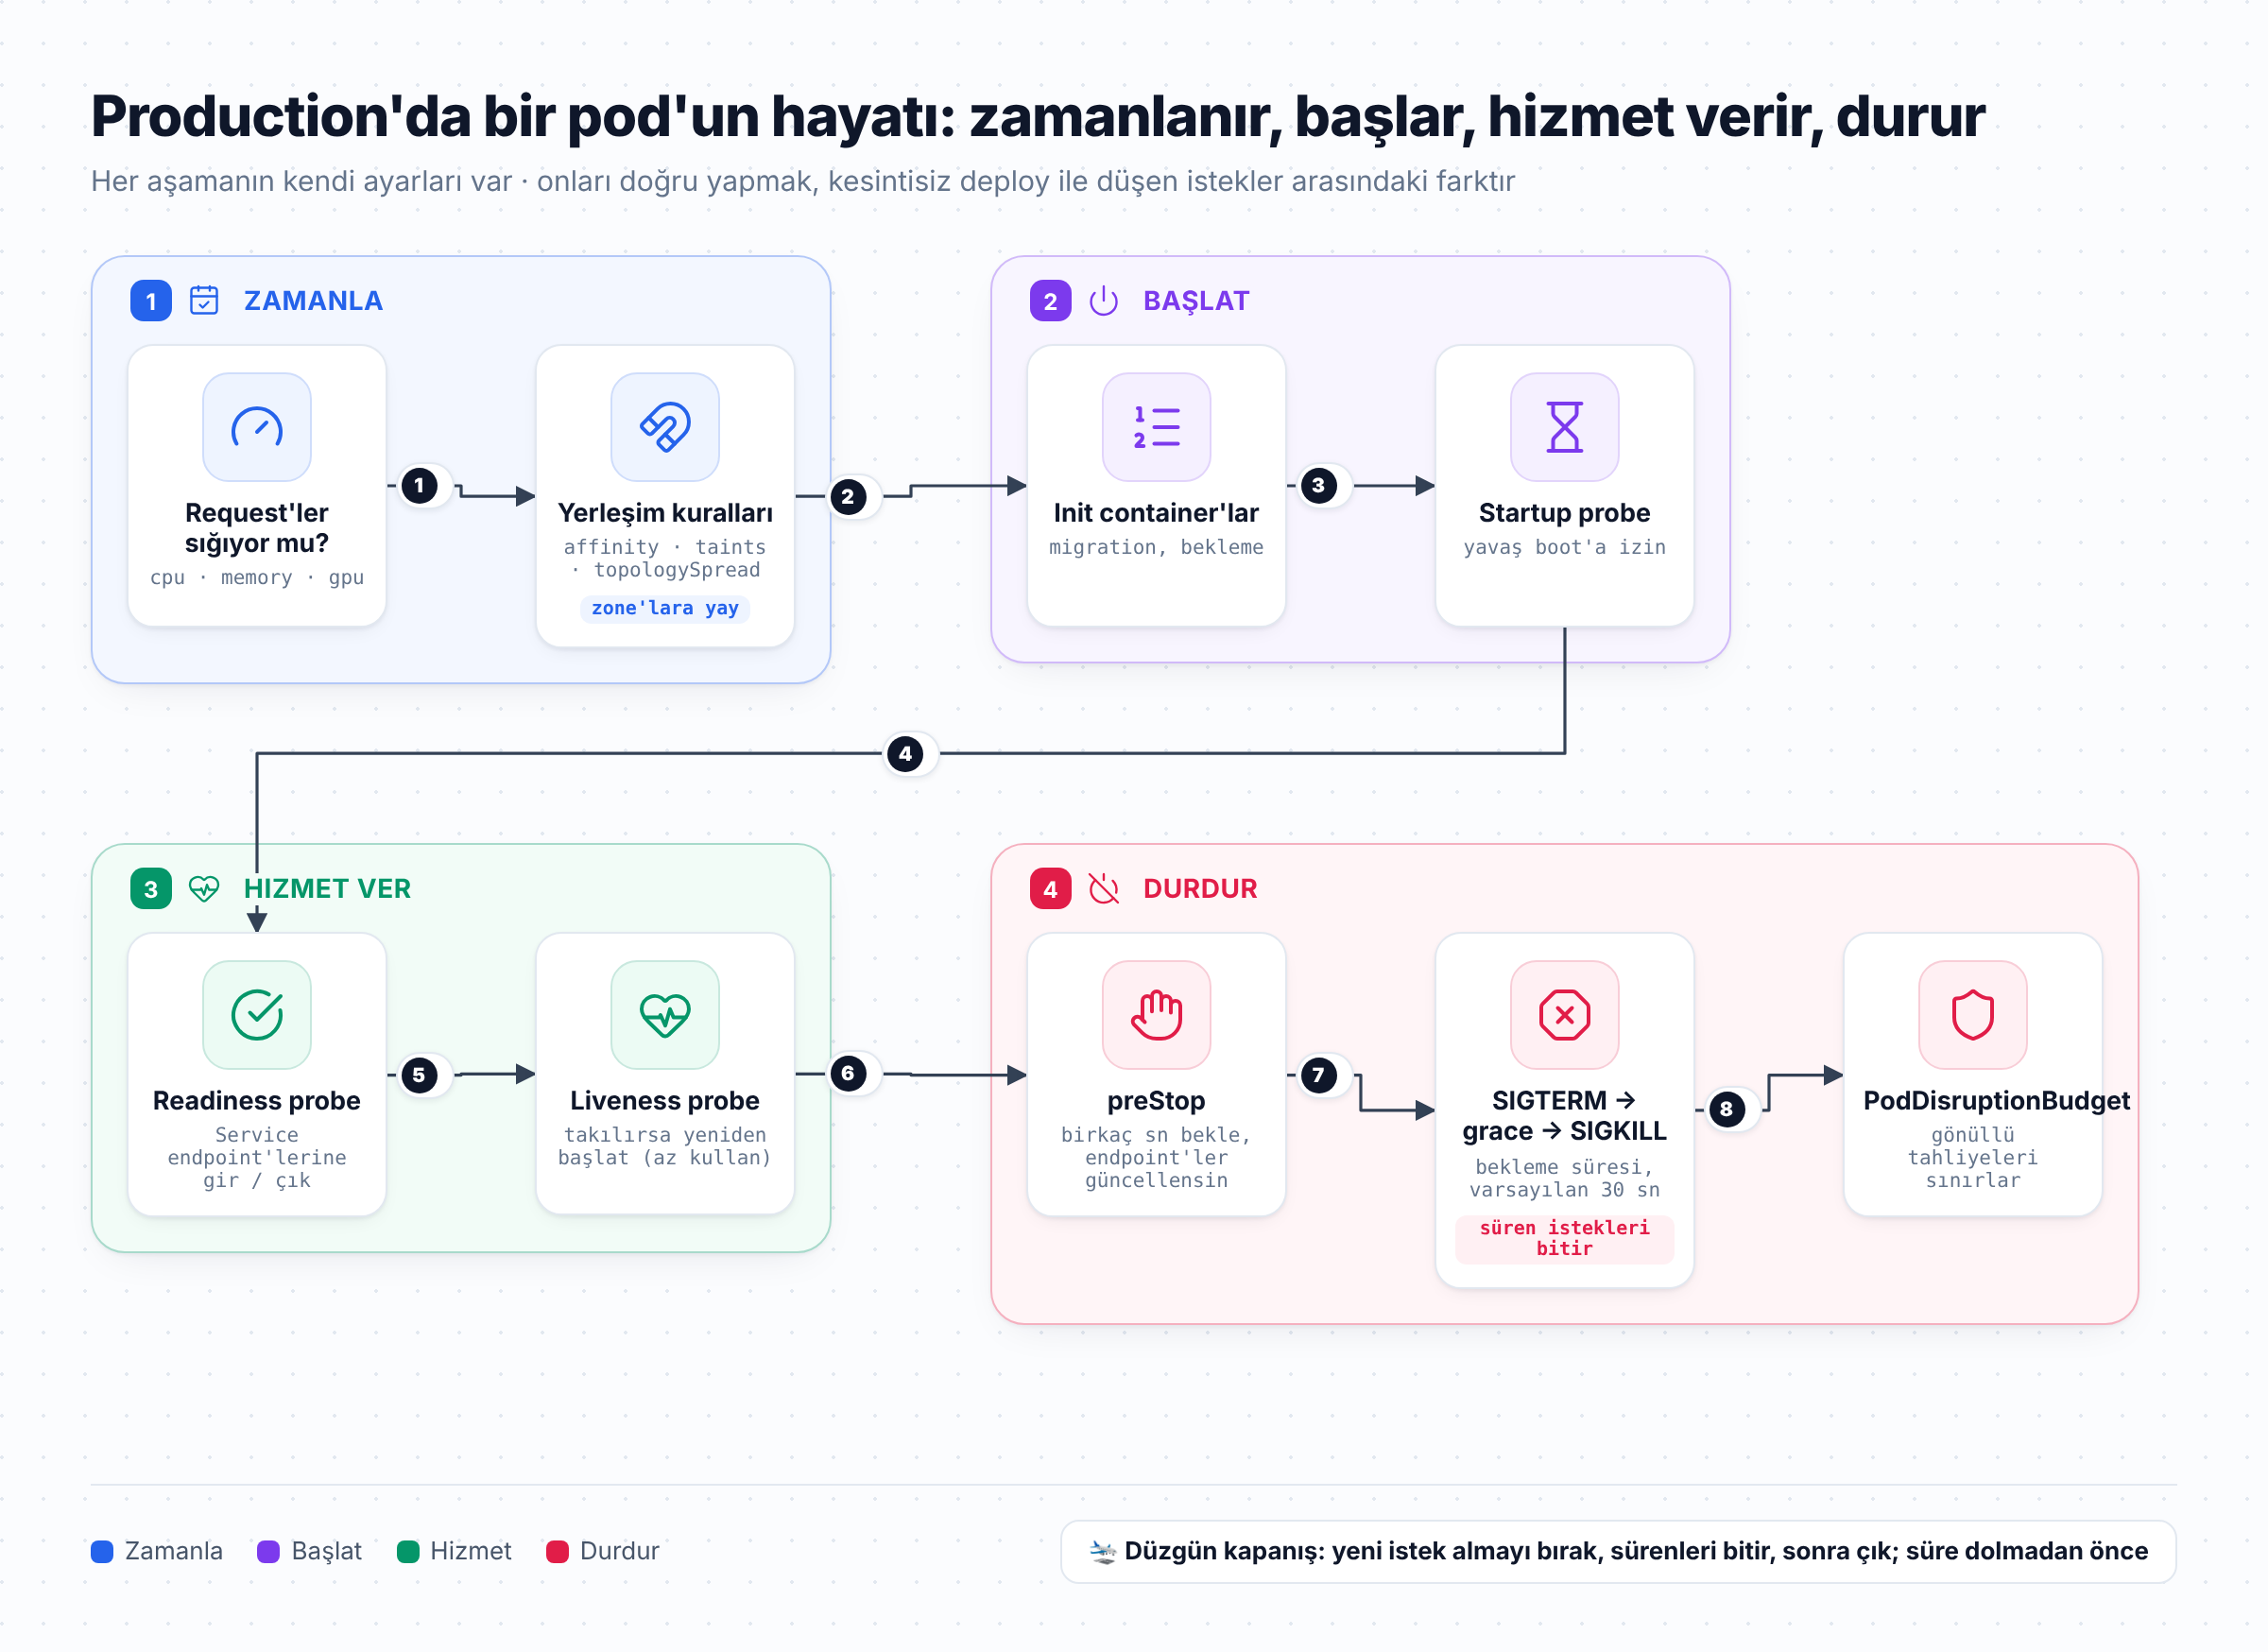 Production'da bir pod'un hayatı: zamanlanır, başlar, hizmet verir, durur
Her aşamanın kendi ayarları var · onları doğru yapmak, kesintisiz deploy ile düşen istekler arasındaki farktır
1 ZAMANLA
Request'ler
sığıyor mu?
cpu · memory · gpu
1
Yerleşim kuralları
affinity · taints
· topologySpread
zone'lara yay
2
2 BAŞLAT
Init container'lar
migration, bekleme
3
Startup probe
yavaş boot'a izin
4
3 HIZMET VER
Readiness probe
Service
endpoint'lerine
gir / çık
5
Liveness probe
takılırsa yeniden
başlat (az kullan)
6
4 DURDUR
preStop
birkaç sn bekle,
endpoint'ler
güncellensin
7
SIGTERM →
grace → SIGKILL
bekleme süresi,
varsayılan 30 sn
süren istekleri
bitir
8
PodDisruptionBudget
gönüllü
tahliyeleri
sınırlar
Zamanla
Başlat
Hizmet
Durdur
🛬 Düzgün kapanış: yeni istek almayı bırak, sürenleri bitir, sonra çık; süre dolmadan önce